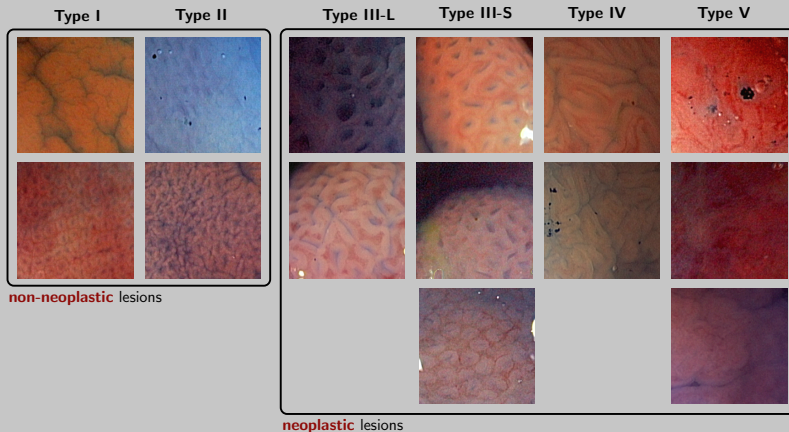 Type I Type II Type III-L Type III-S Type IV Type V
non-neoplastic lesions
neoplastic lesions